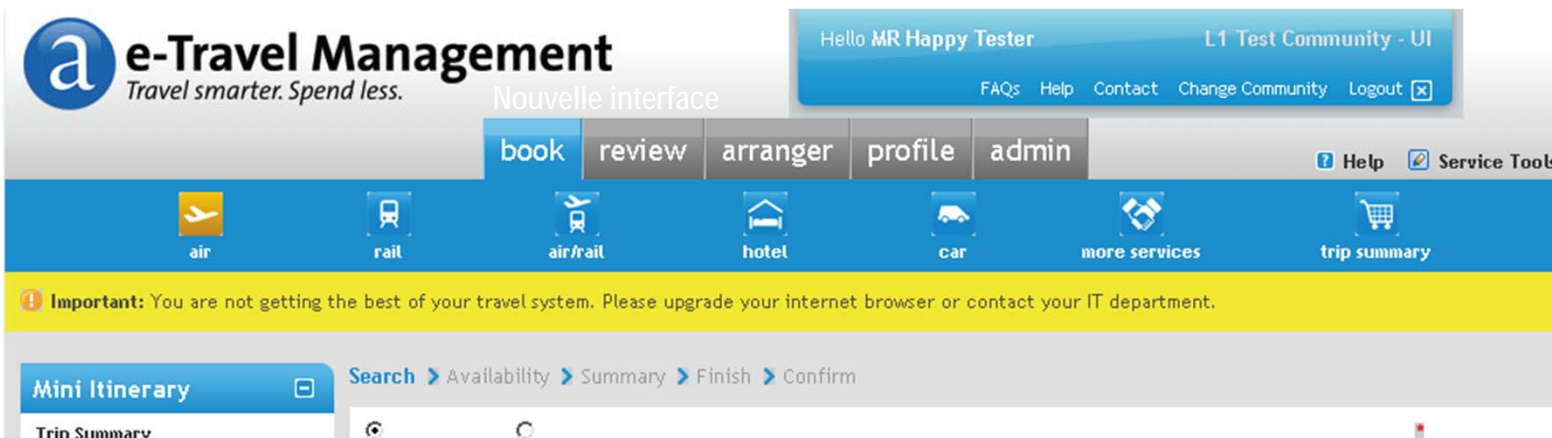 a e-Travel Management
Travel smarter. Spend less.
Nouvelle interface
Hello MR Happy Tester L1 Test Community - UI
FAQs Help Contact Change Community Logout
book review arranger profile admin
Help Service Tools
air rail air/rail hotel car more services trip summary
Important: You are not getting the best of your travel system. Please upgrade your internet browser or contact your IT department.
Mini Itinerary
Search Availability Summary Finish Confirm
Trip Summary
*